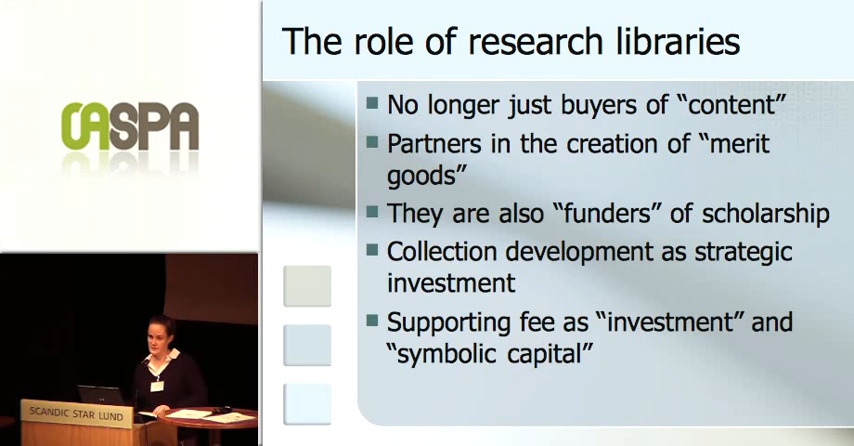 The role of research libraries
OASPA
No longer just buyers of “content”
Partners in the creation of “merit
goods”
They are also “funders” of scholarship
Collection development as strategic
investment
Supporting fee as “investment” and
“symbolic capital”
SCANDIC STAR LUND